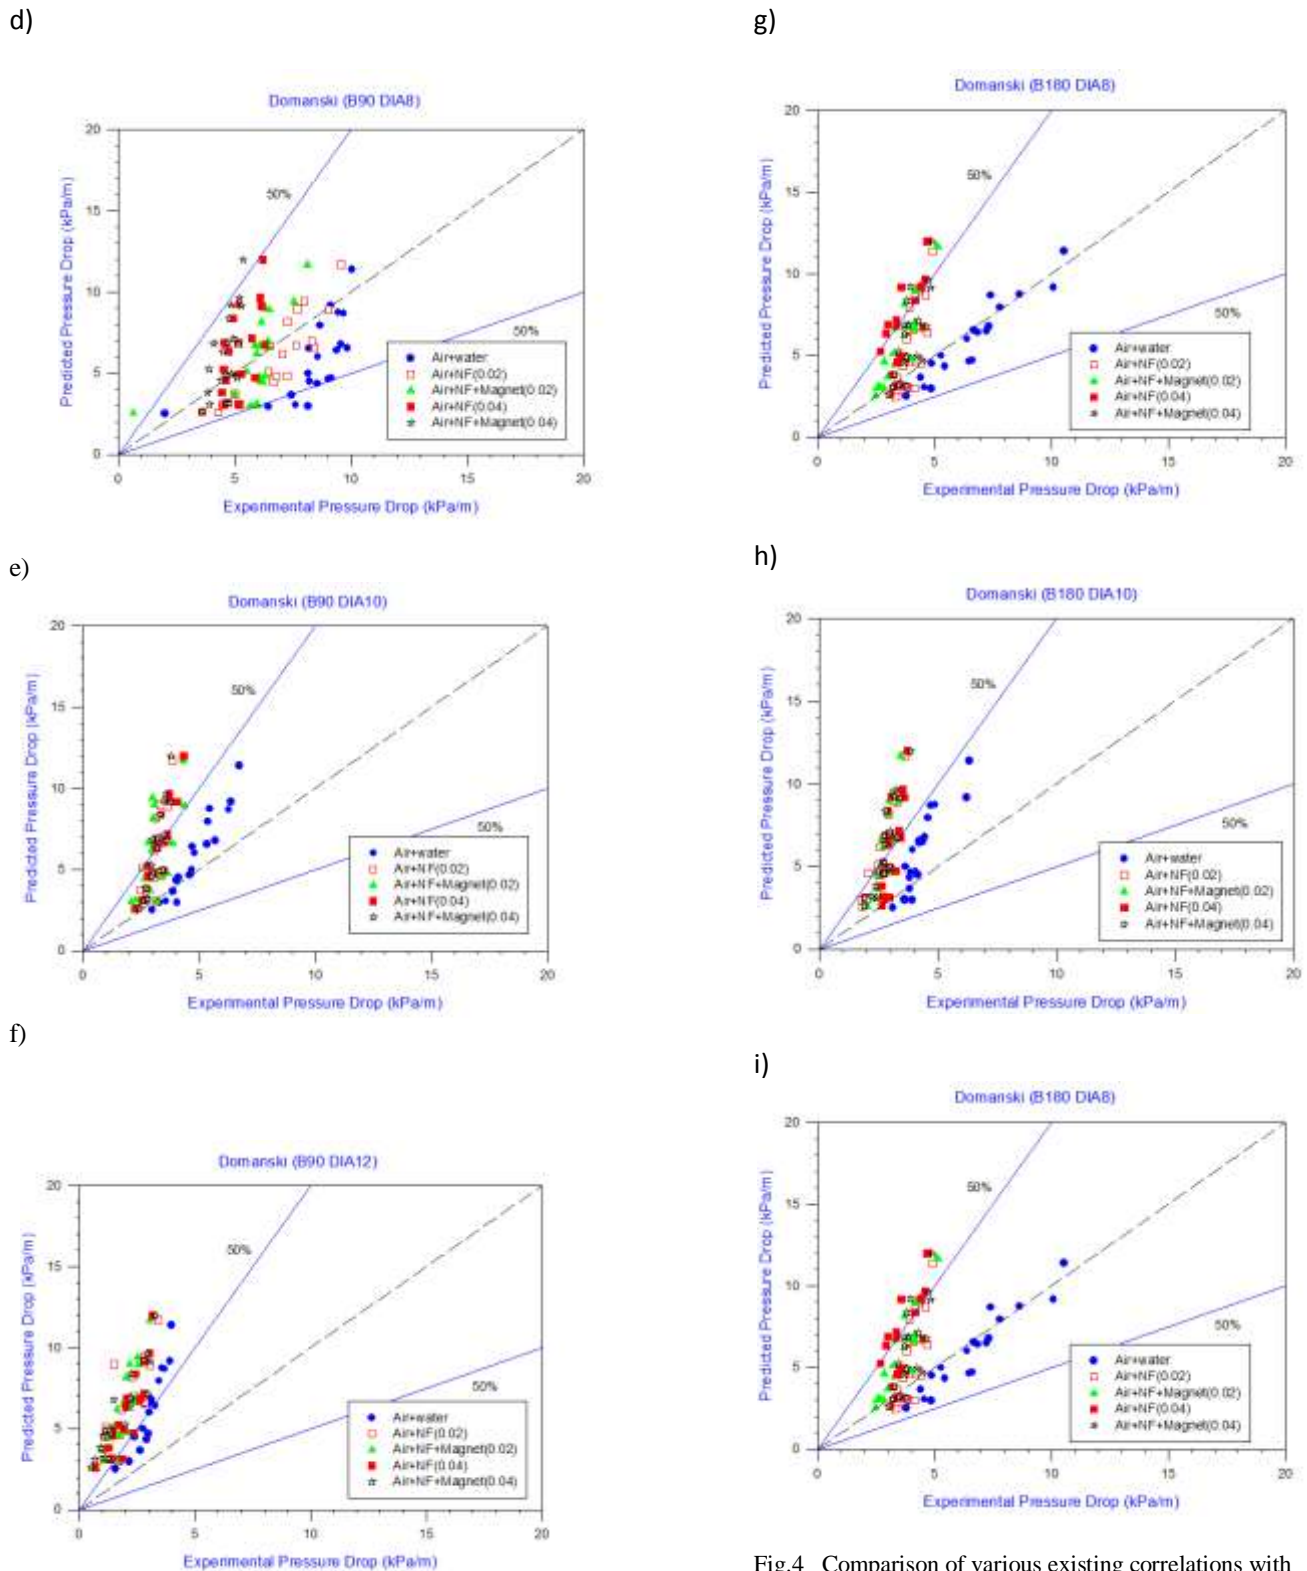 d)
Domanski (B90 DIA8)
20
15
10
5
0
Predicted Pressure Drop (kPa/m)
50%
50%
Air+water
Air+NF(0.02)
Air+NF+Magnet(0.02)
Air+NF(0.04)
Air+NF+Magnet(0.04)
0 5 10 15 20
Experimental Pressure Drop (kPa/m)
e)
Domanski (B90 DIA10)
20
15
10
5
0
Predicted Pressure Drop (kPa/m)
50%
50%
Air+water
Air+NF(0.02)
Air+NF+Magnet(0.02)
Air+NF(0.04)
Air+NF+Magnet(0.04)
0 5 10 15 20
Experimental Pressure Drop (kPa/m)
f)
Domanski (B90 DIA12)
20
15
10
5
0
Predicted Pressure Drop (kPa/m)
50%
50%
Air+water
Air+NF(0.02)
Air+NF+Magnet(0.02)
Air+NF(0.04)
Air+NF+Magnet(0.04)
0 5 10 15 20
Experimental Pressure Drop (kPa/m)
g)
Domanski (B180 DIA8)
20
15
10
5
0
Predicted Pressure Drop (kPa/m)
50%
50%
Air+water
Air+NF(0.02)
Air+NF+Magnet(0.02)
Air+NF(0.04)
Air+NF+Magnet(0.04)
0 5 10 15 20
Experimental Pressure Drop (kPa/m)
h)
Domanski (B180 DIA10)
20
15
10
5
0
Predicted Pressure Drop (kPa/m)
50%
50%
Air+water
Air+NF(0.02)
Air+NF+Magnet(0.02)
Air+NF(0.04)
Air+NF+Magnet(0.04)
0 5 10 15 20
Experimental Pressure Drop (kPa/m)
i)
Domanski (B180 DIA8)
20
15
10
5
0
Predicted Pressure Drop (kPa/m)
50%
50%
Air+water
Air+NF(0.02)
Air+NF+Magnet(0.02)
Air+NF(0.04)
Air+NF+Magnet(0.04)
0 5 10 15 20
Experimental Pressure Drop (kPa/m)
Fig.4 Comparison of various existing correlations with